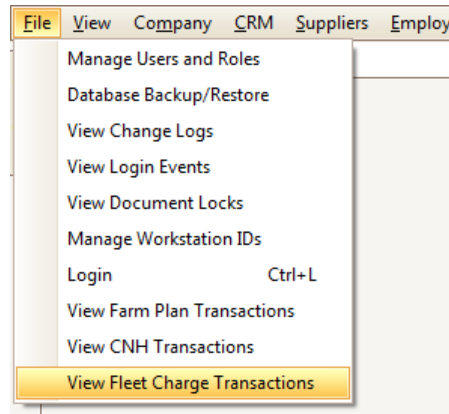 File View Company CRM Suppliers Employ
Manage Users and Roles
Database Backup/Restore
View Change Logs
View Login Events
View Document Locks
Manage Workstation IDs
Login Ctrl+L
View Farm Plan Transactions
View CNH Transactions
View Fleet Charge Transactions